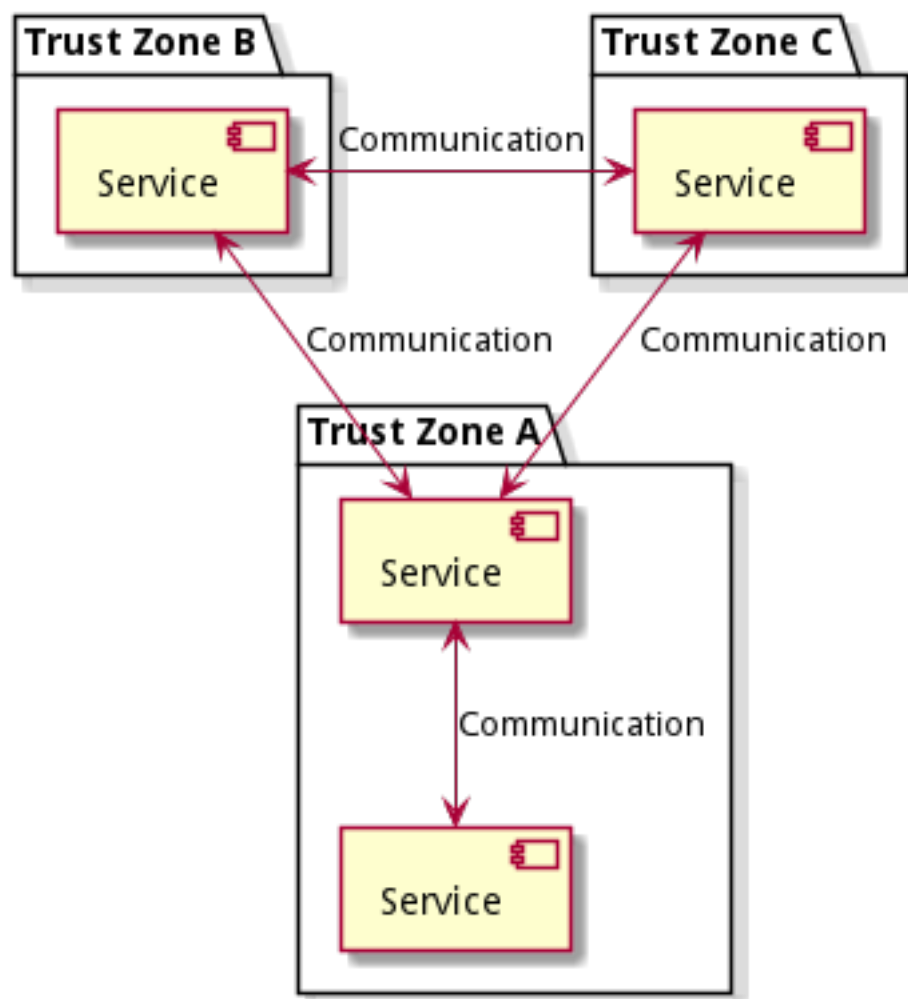 Trust Zone B
Trust Zone C
Communication
Service
Service
Communication
Communication
Trust Zone A
Service
Communication
Service